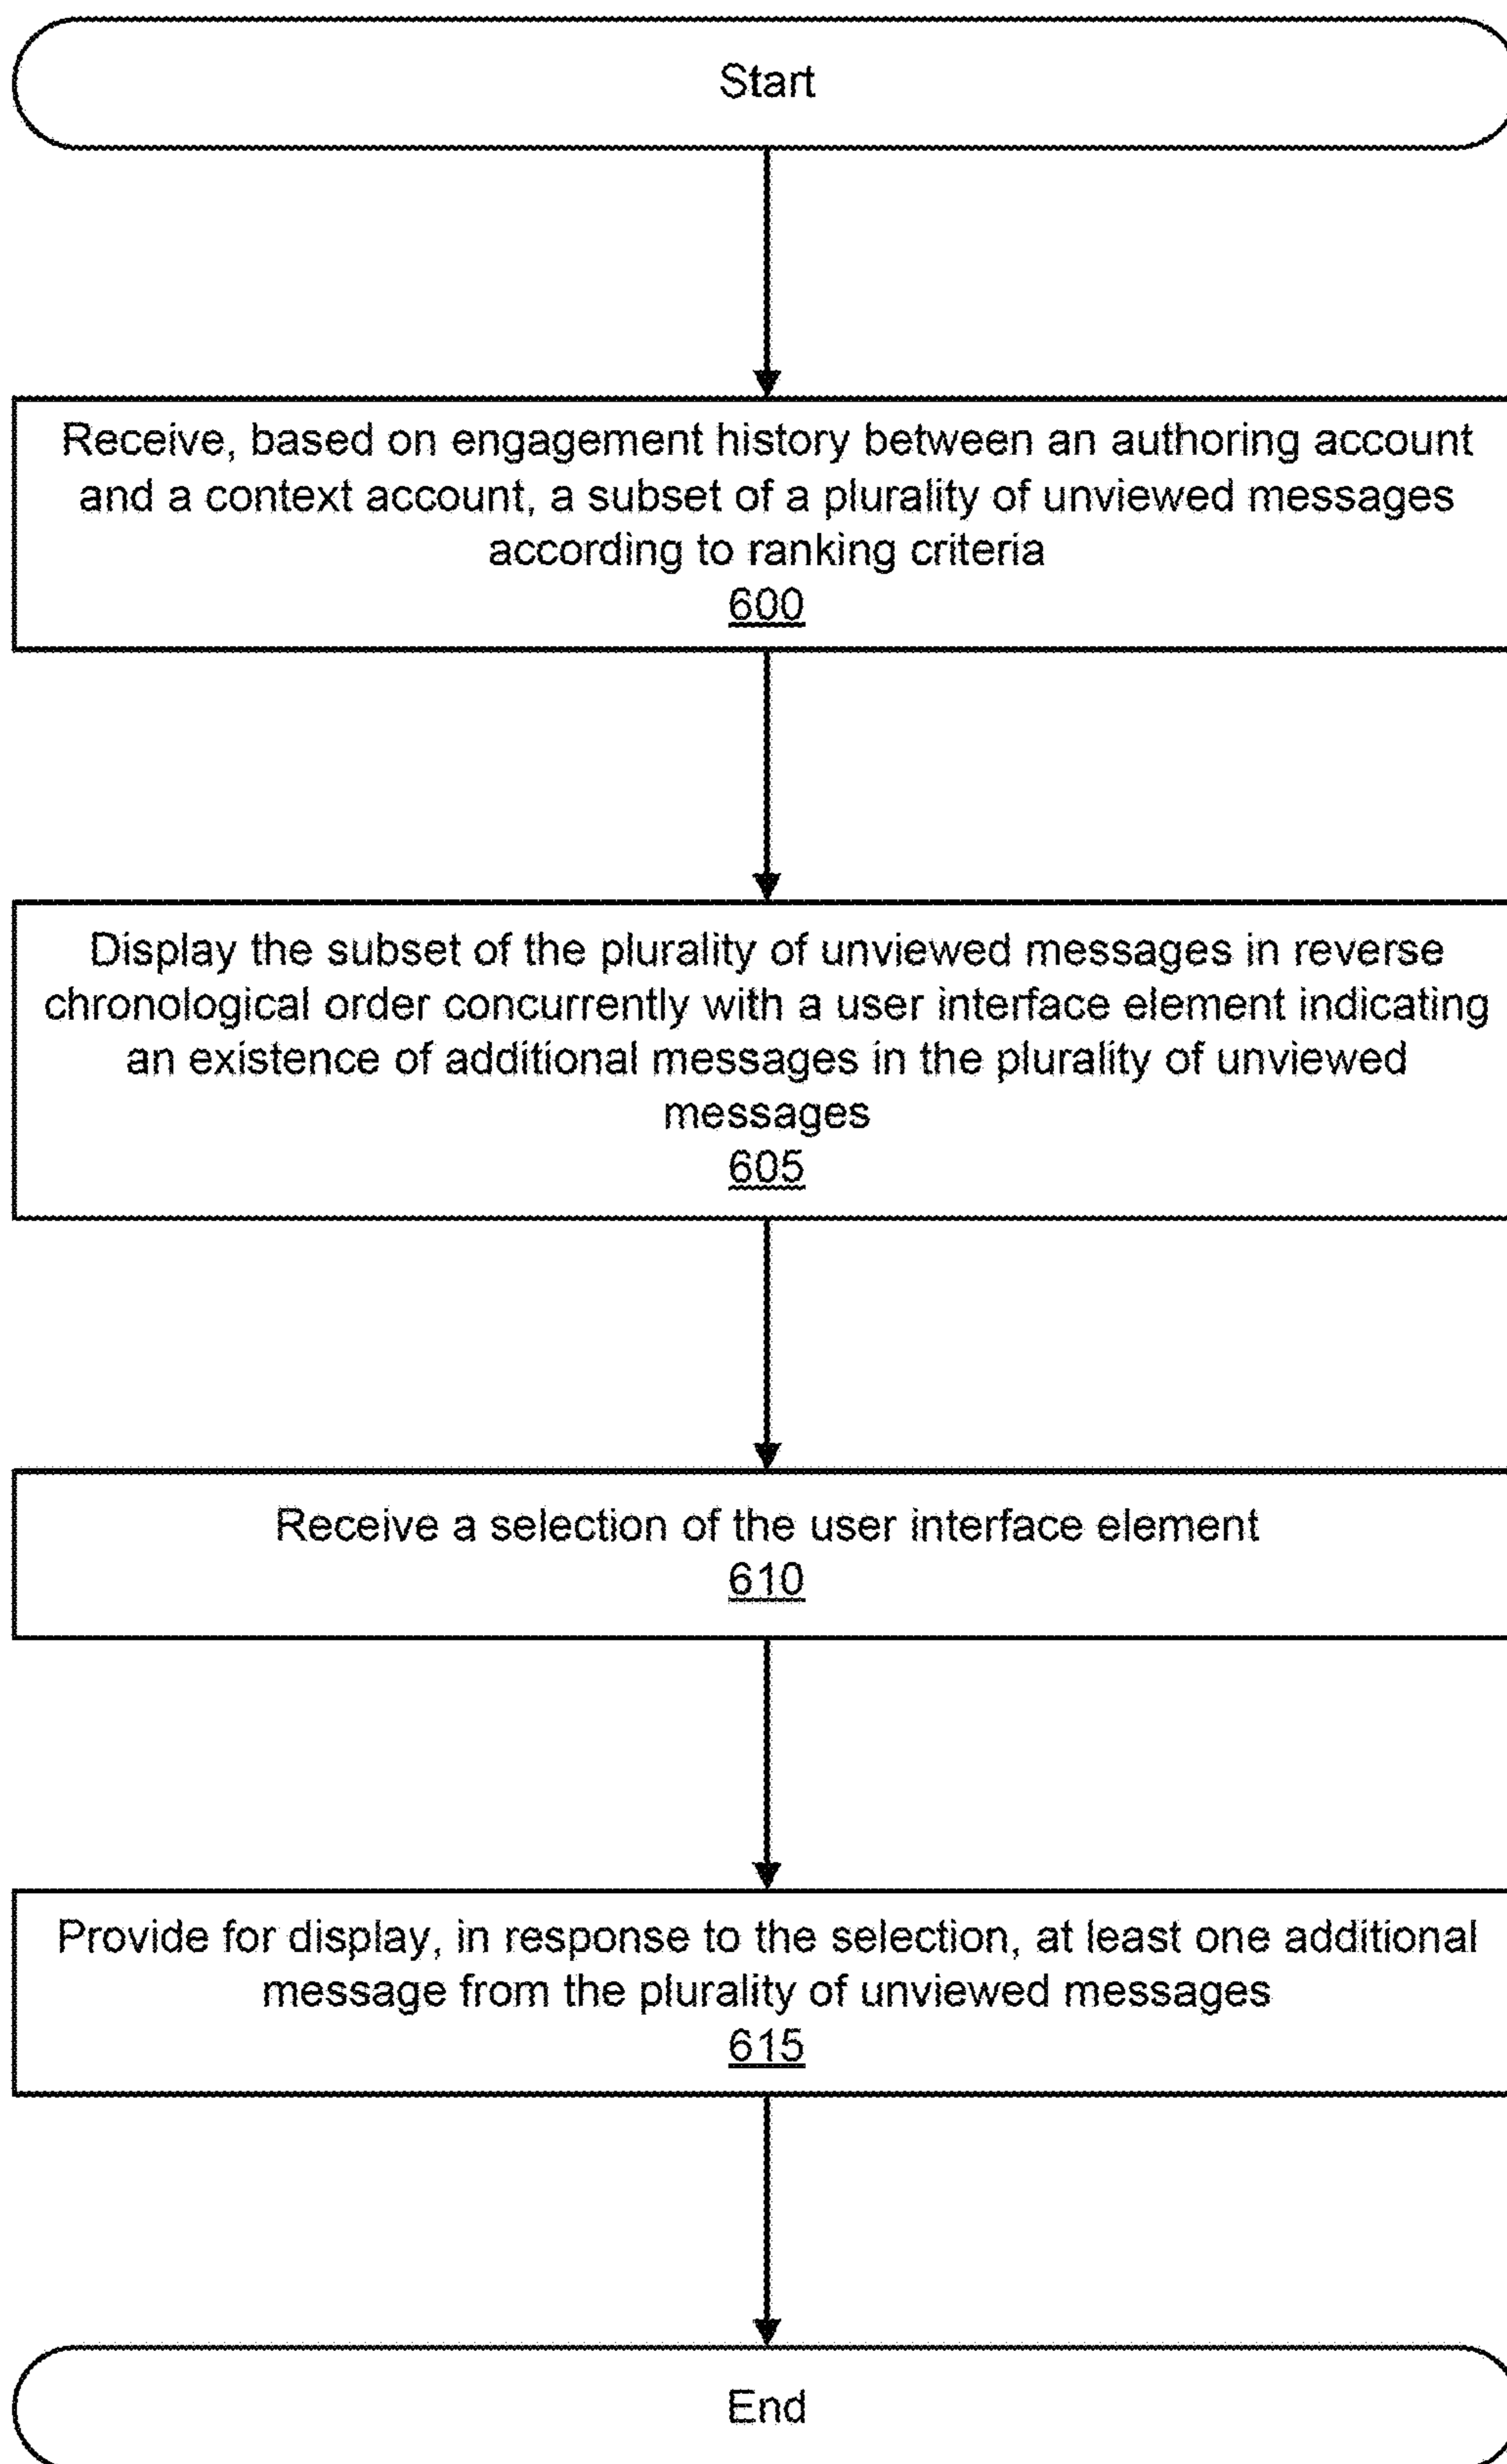 Start
Receive, based on engagement history between an authoring account
and a context account, a subset of a plurality of unviewed messages
according to ranking criteria
600
Display the subset of the plurality of unviewed messages in reverse
chronological order concurrently with a user interface element indicating
an existence of additional messages in the plurality of unviewed
messages
605
Receive a selection of the user interface element
610
Provide for display, in response to the selection, at least one additional
message from the plurality of unviewed messages
615
End